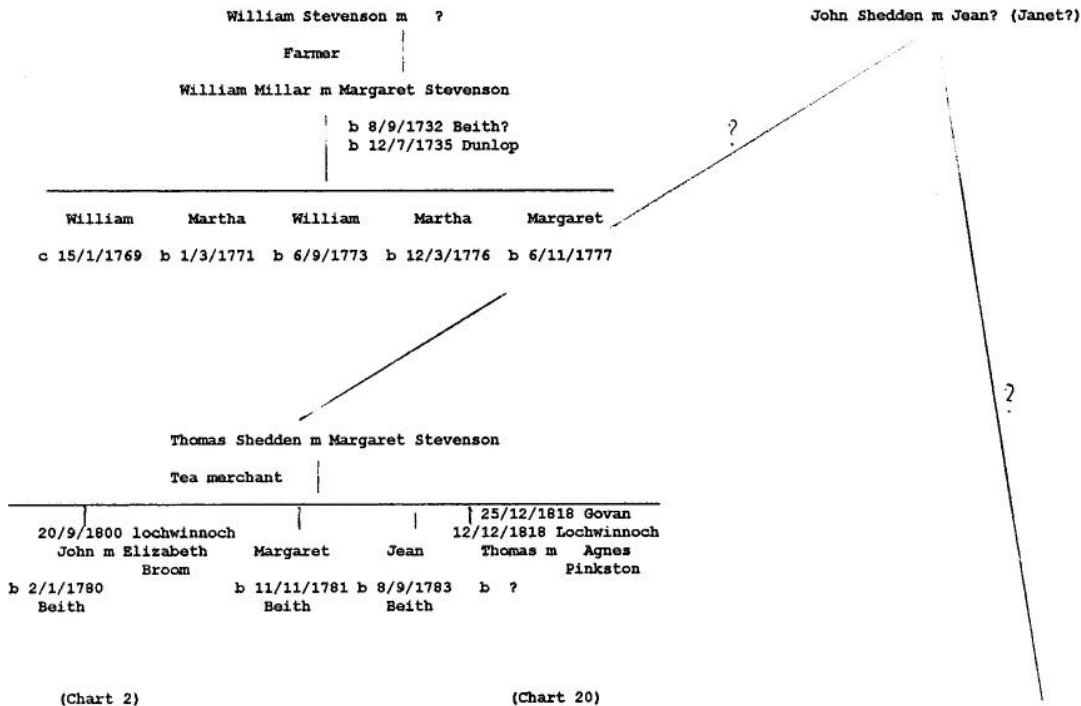 William Stevenson m ?
John Shedden m Jean? (Janet?)
Farmer
William Millar m Margaret Stevenson
b 8/9/1732 Beith?
b 12/7/1735 Dunlop
?
William Martha William Martha Margaret
c 15/1/1769 b 1/3/1771 b 6/9/1773 b 12/3/1776 b 6/11/1777
?
Thomas Shedden m Margaret Stevenson
Tea merchant
25/12/1818 Govan
20/9/1800 lochwinnoch 12/12/1818 Lochwinnoch
John m Elizabeth Margaret Jean Thomas m Agnes
Broom Pinkston
b 2/1/1780 b 11/11/1781 b 8/9/1783 b ?
Beith Beith Beith
(Chart 2) (Chart 20)